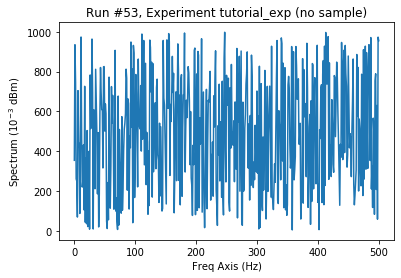 Run #53, Experiment tutorial_exp (no sample)
1000
800
600
400
200
0
Spectrum (10⁻³ dBm)
0 100 200 300 400 500
Freq Axis (Hz)